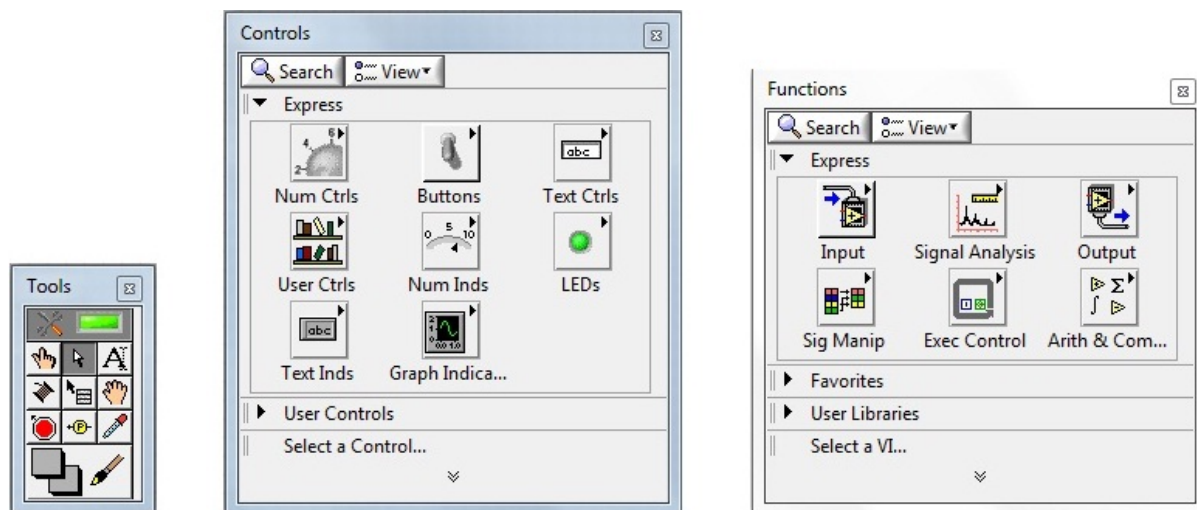 Tools
Controls
Search View
Express
Num Ctrls Buttons Text Ctrls
User Ctrls Num Inds LEDs
Text Inds Graph Indica...
User Controls
Select a Control...
Functions
Search View
Express
Input Signal Analysis Output
Sig Manip Exec Control Arith & Com...
Favorites
User Libraries
Select a VI...